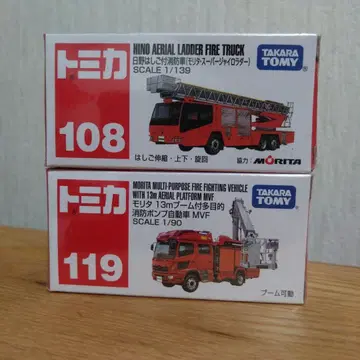 トミカ
108
HINO AERIAL LADDER FIRE TRUCK
日野はしご付消防車(モリタ・スーパージャイロラダー)
SCALE 1/139
TAKARA TOMY
はしご伸縮・上下・旋回
協力: MORITA
トミカ
119
MORITA MULTI-PURPOSE FIRE FIGHTING VEHICLE
WITH 13m AERIAL PLATFORM MVF
モリタ 13mブーム付多目的
消防ポンプ自動車 MVF
SCALE 1/90
TAKARA TOMY
ブーム可動